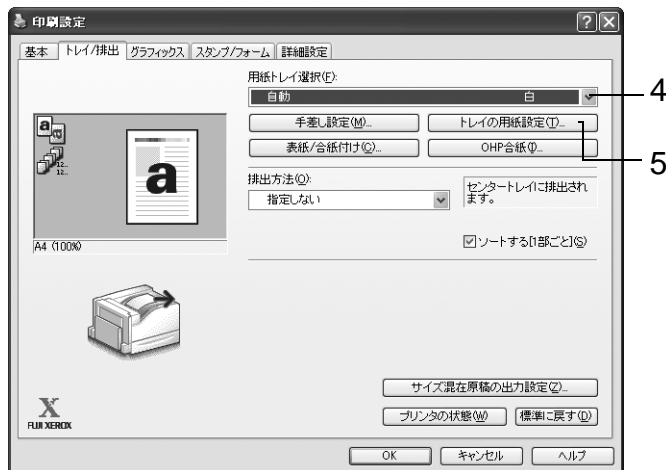 印刷設定
基本 トレイ/排出 グラフィックス スタンプ/フォーム 詳細設定
用紙トレイ選択(F):
自動 白
4
手差し設定(M)... トレイの用紙設定(T)...
5
表紙/合紙付け(C)... OHP合紙(I)...
排出方法(O):
指定しない
センタートレイに排出され
ます。
ソートする[1部ごと](S)
a
12..
12..
a
A4 (100%)
サイズ混在原稿の出力設定(Z)...
プリンタの状態(W) 標準に戻す(D)
X
FUJI XEROX
OK キャンセル ヘルプ